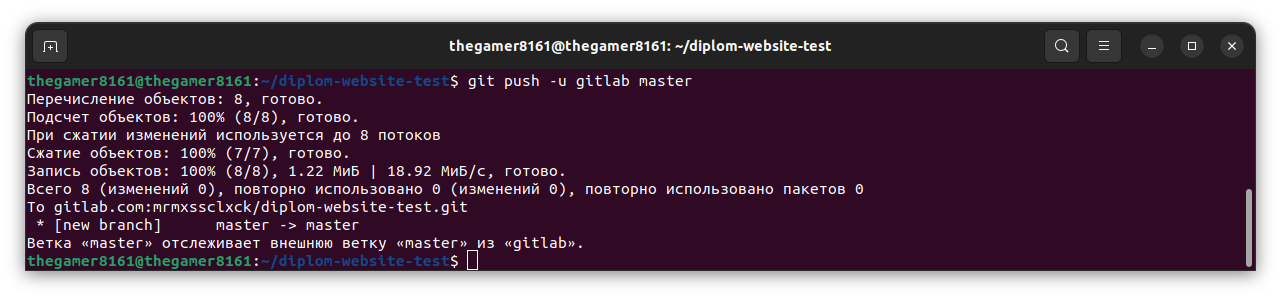 thegamer8161@thegamer8161: ~/diplom-website-test
thegamer8161@thegamer8161:~/diplom-website-test$ git push -u gitlab master
Перечисление объектов: 8, готово.
Подсчет объектов: 100% (8/8), готово.
При сжатии изменений используется до 8 потоков
Сжатие объектов: 100% (7/7), готово.
Запись объектов: 100% (8/8), 1.22 МиБ | 18.92 МиБ/с, готово.
Всего 8 (изменений 0), повторно использовано 0 (изменений 0), повторно использовано пакетов 0
To gitlab.com:mrmxssclxck/diplom-website-test.git
 * [new branch]      master -> master
Ветка «master» отслеживает внешнюю ветку «master» из «gitlab».
thegamer8161@thegamer8161:~/diplom-website-test$